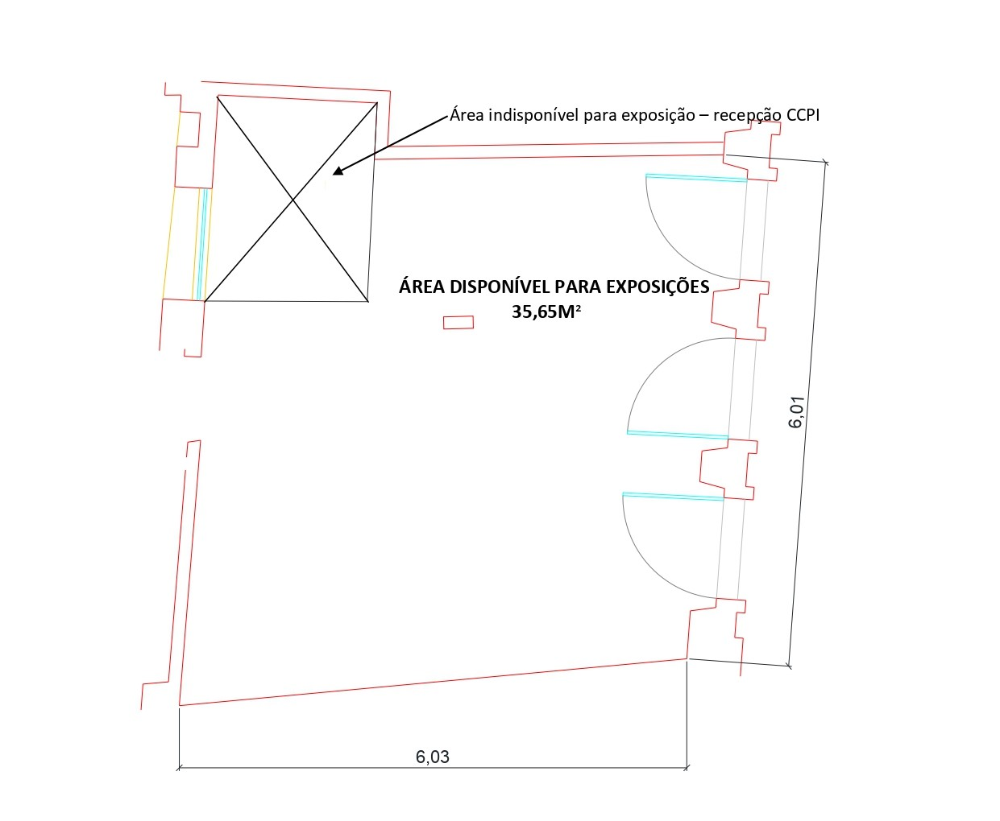 Área indisponível para exposição – recepção CCPI
ÁREA DISPONÍVEL PARA EXPOSIÇÕES
35,65M²
6,01
6,03